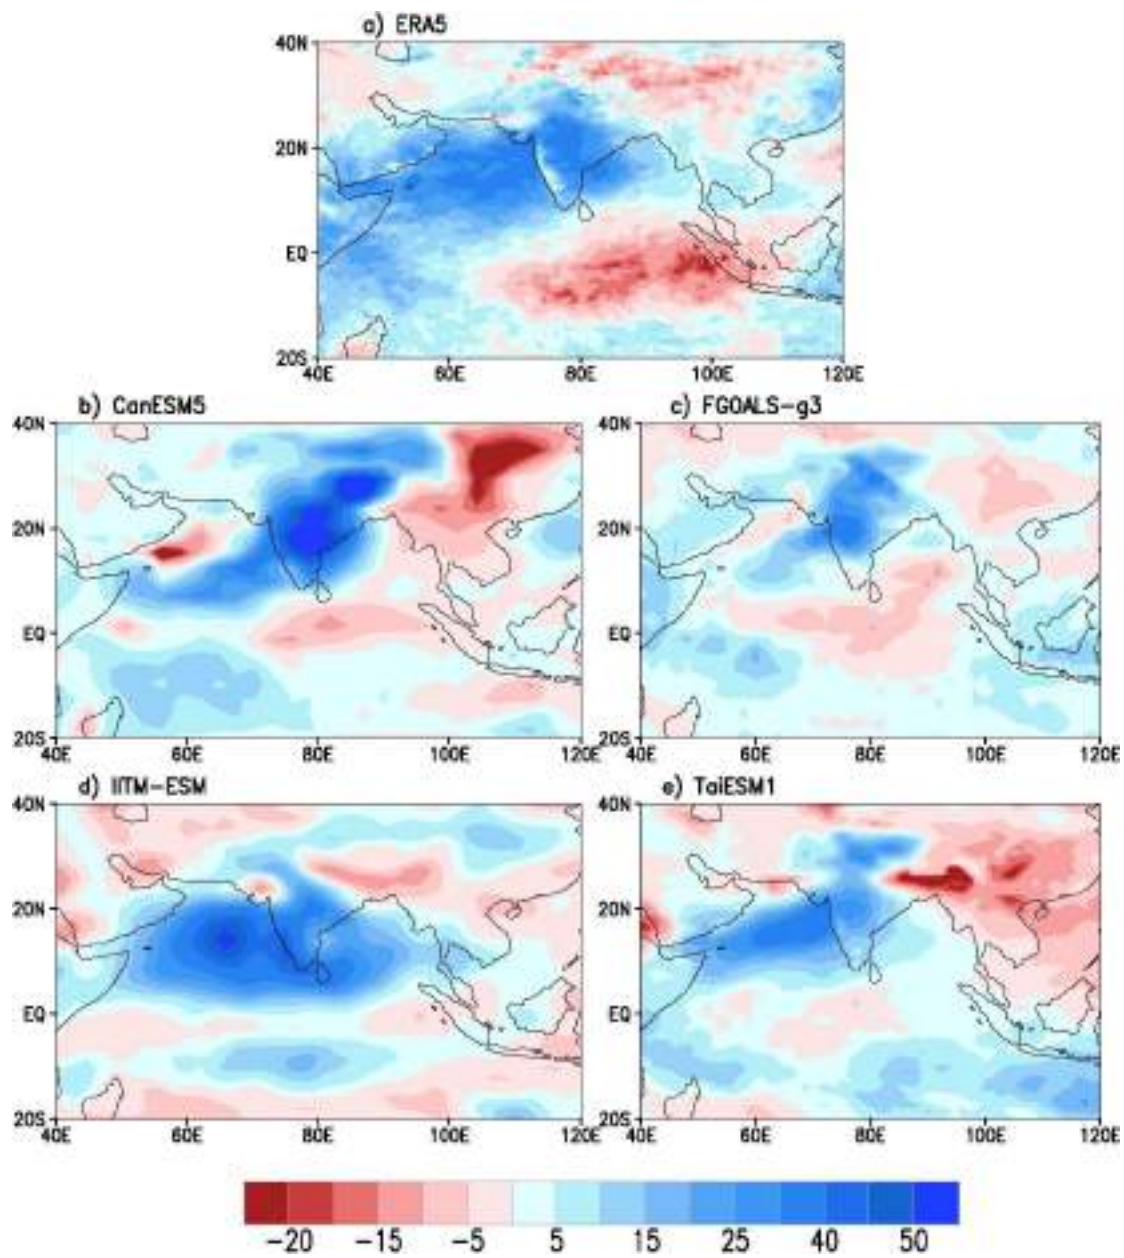 a) ERA5
40N
20N
EQ
20S
40E 60E 80E 100E 120E
b) CanESM5
c) FGOALS-g3
40N 40N
20N 20N
EQ EQ
20S 20S
40E 60E 80E 100E 120E 40E 60E 80E 100E 120E
d) IITM-ESM
e) TaiESM1
40N 40N
20N 20N
EQ EQ
20S 20S
40E 60E 80E 100E 120E 40E 60E 80E 100E 120E
-20 -15 -5 5 15 25 40 50